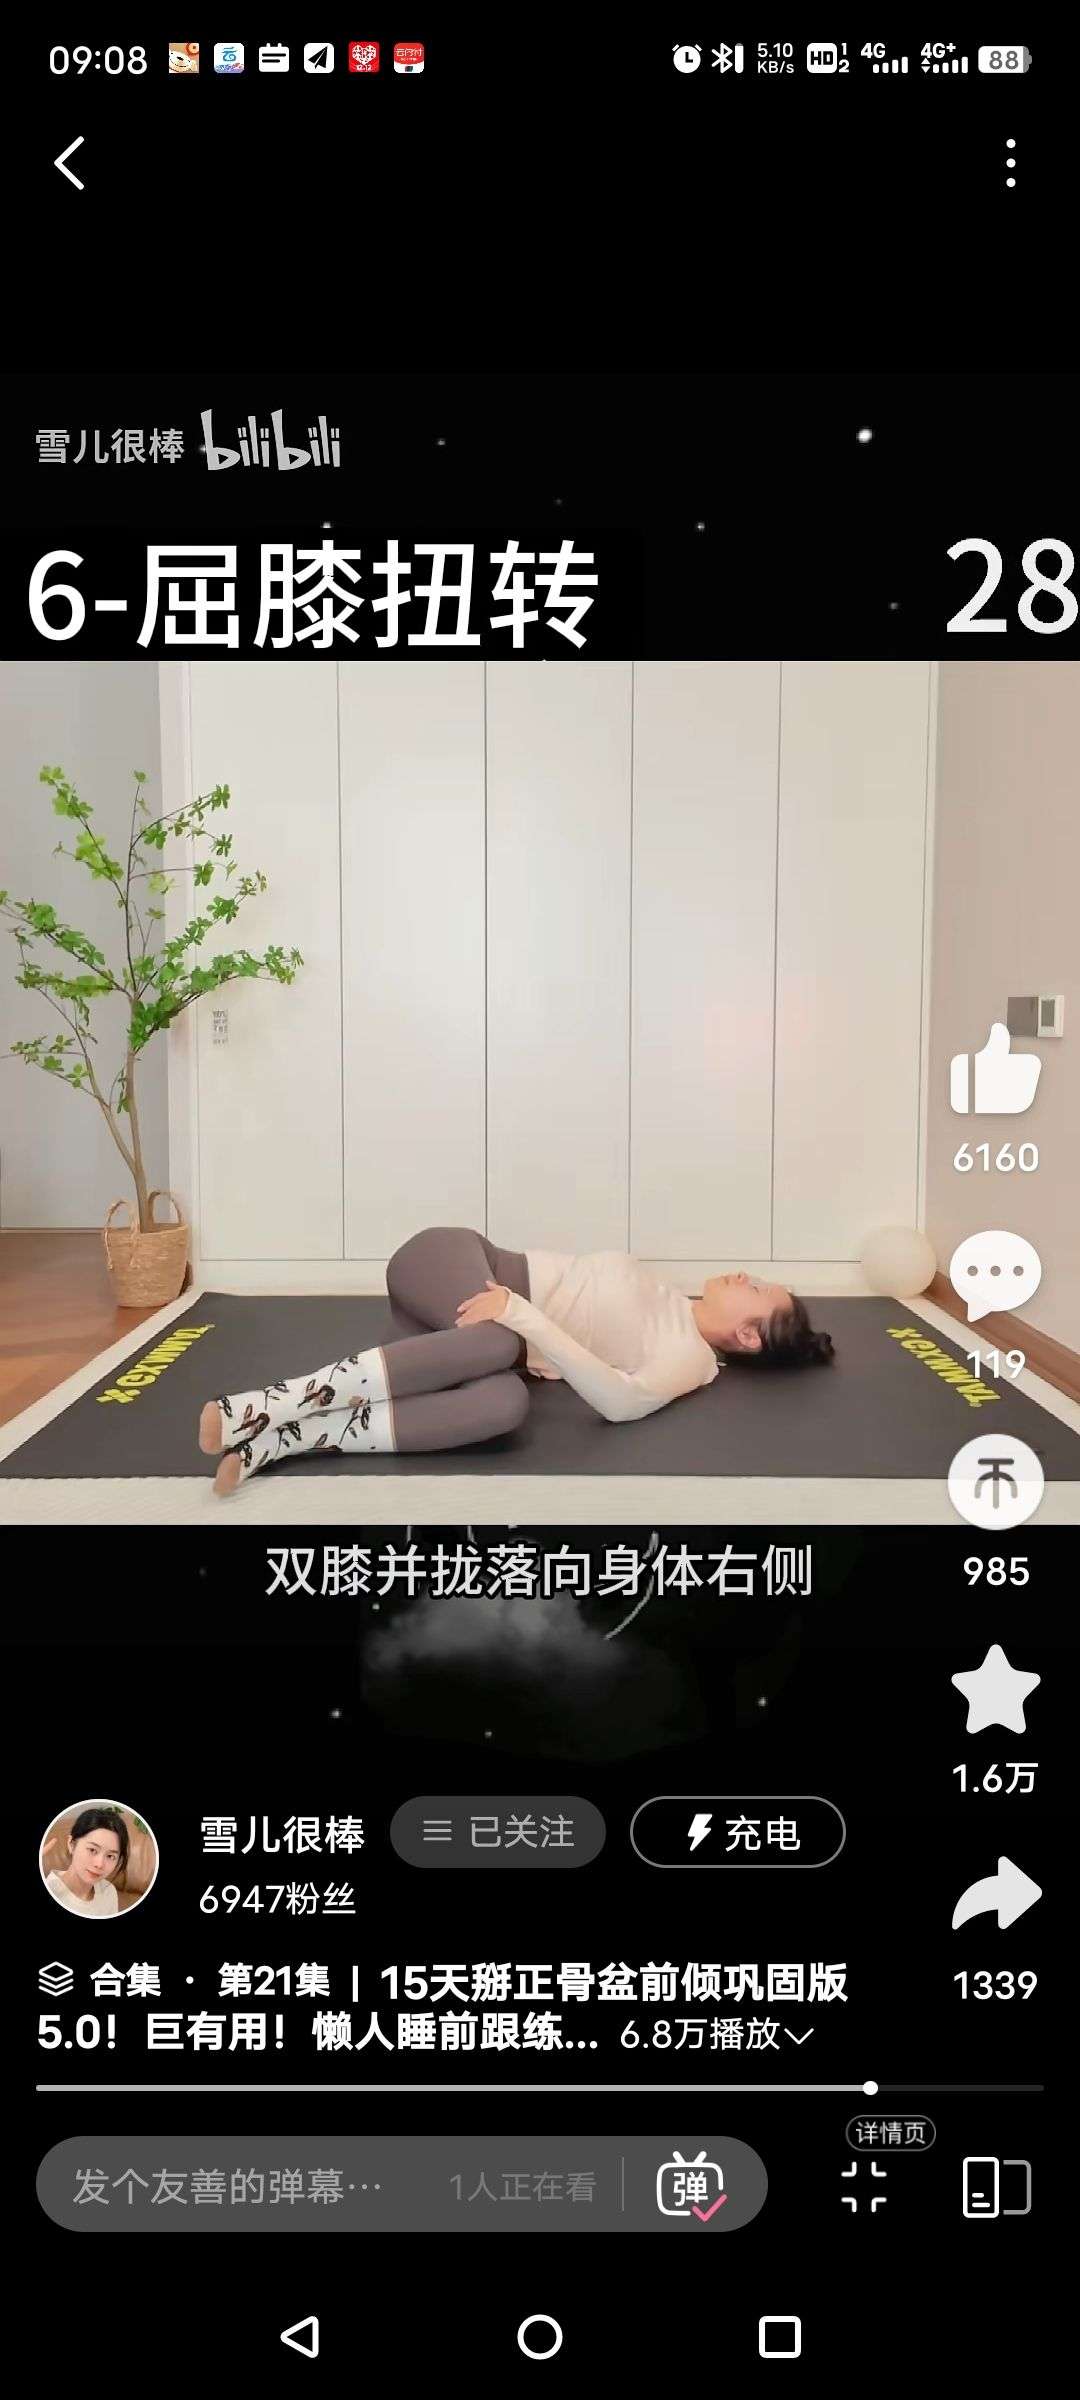 09:08
5.10
KB/s
HD 1 2
4G
4G+
88
雪儿很棒 bilibili
6-屈膝扭转
28
TAMMAXƎX
6160
119
985
双膝并拢落向身体右侧
1.6万
雪儿很棒
已关注
充电
6947粉丝
1339
合集 · 第21集 | 15天掰正骨盆前倾巩固版
5.0！巨有用！懒人睡前跟练... 6.8万播放
详情页
发个友善的弹幕… 1人正在看
弹